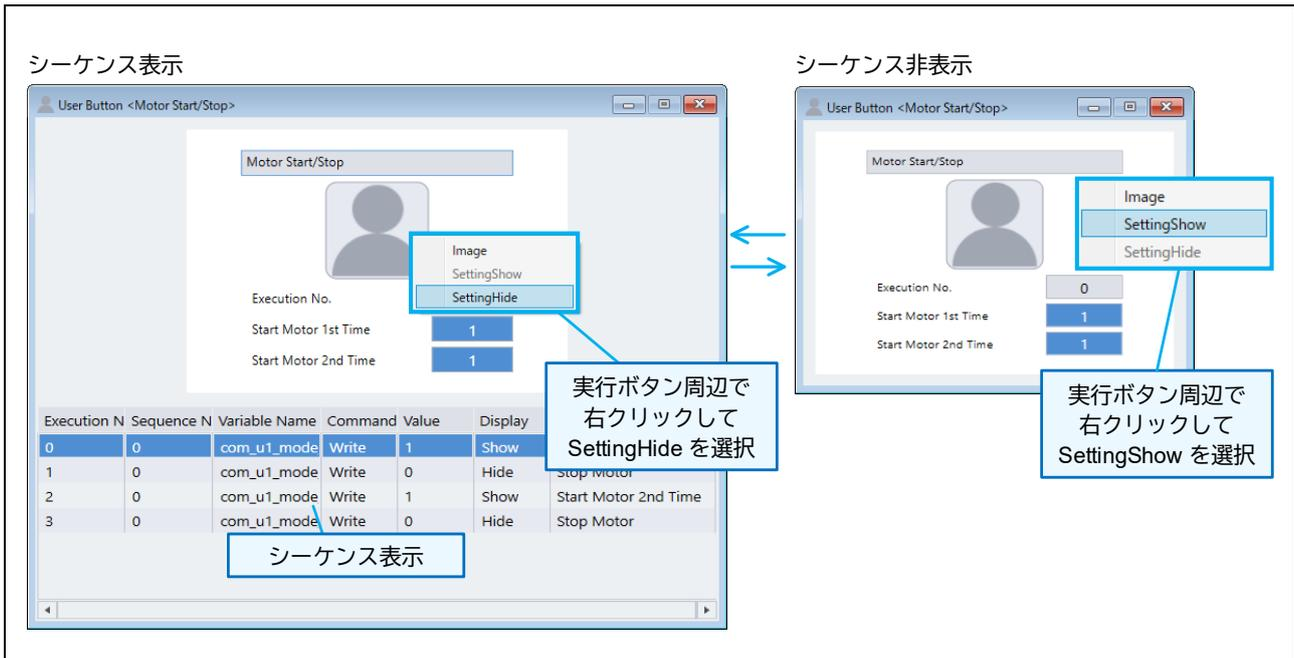 シーケンス表示
User Button <Motor Start/Stop>
Motor Start/Stop
Image
SettingShow
SettingHide
Execution No.
Start Motor 1st Time 1
Start Motor 2nd Time 1
実行ボタン周辺で
右クリックして
SettingHide を選択
Execution N Sequence N Variable Name Command Value Display
0 0 com_u1_mode Write 1 Show
1 0 com_u1_mode Write 0 Hide Stop Motor
2 0 com_u1_mode Write 1 Show Start Motor 2nd Time
3 0 com_u1_mode Write 0 Hide Stop Motor
シーケンス表示
シーケンス非表示
User Button <Motor Start/Stop>
Motor Start/Stop
Image
SettingShow
SettingHide
Execution No. 0
Start Motor 1st Time 1
Start Motor 2nd Time 1
実行ボタン周辺で
右クリックして
SettingShow を選択